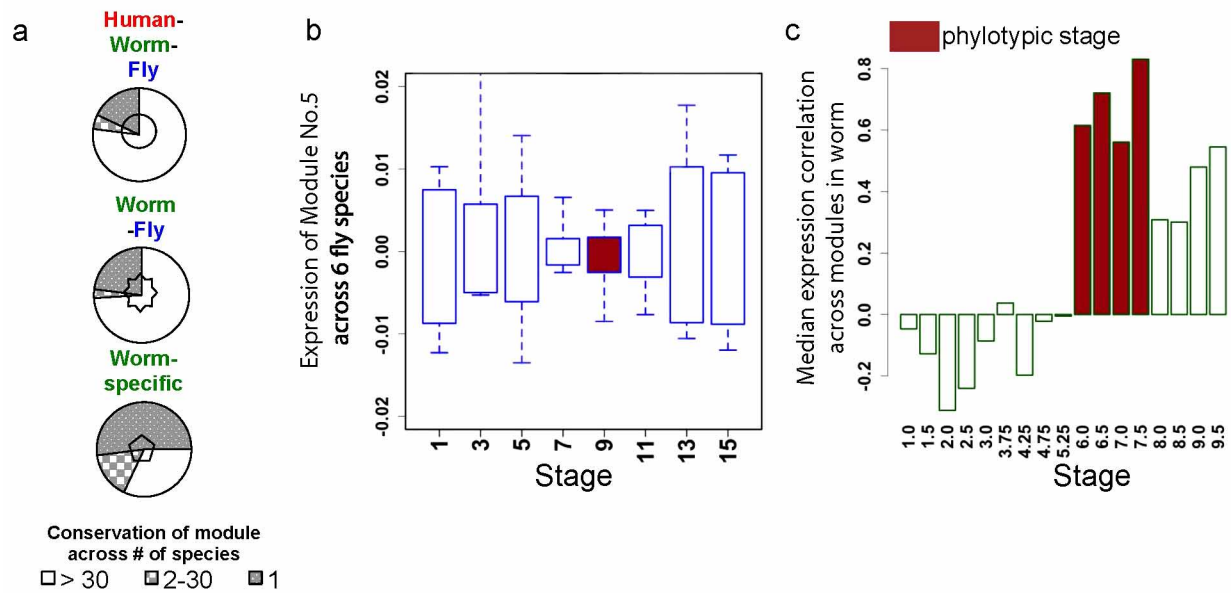 a
Human-
Worm-
Fly
Worm
-Fly
Worm-
specific
Conservation of module
across # of species
> 30 2-30 1
b
Expression of Module No.5
across 6 fly species
0.02
0.01
0.00
-0.01
-0.02
1 3 5 7 9 11 13 15
Stage
c
phylotypic stage
Median expression correlation
across modules in worm
0.8
0.6
0.4
0.2
0.0
-0.2
1.0 1.5 2.0 2.5 3.0 3.75 4.25 4.75 5.25 6.0 6.5 7.0 7.5 8.0 8.5 9.0 9.5
Stage